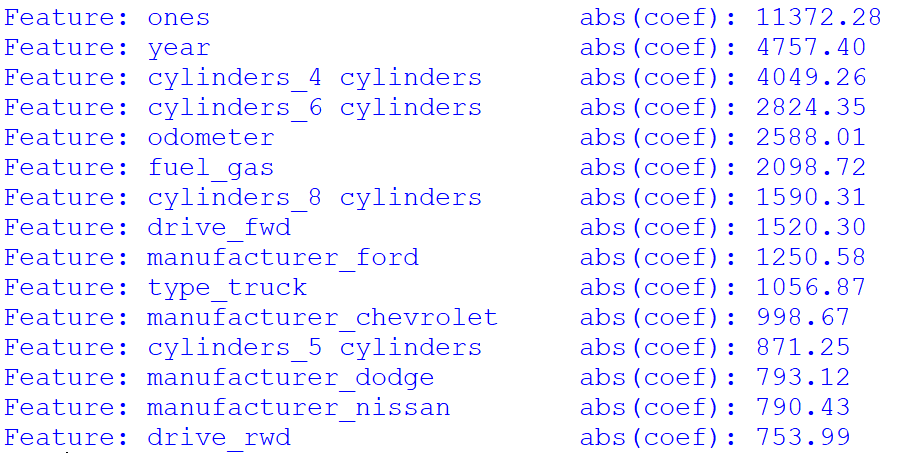 Feature: ones abs(coef): 11372.28
Feature: year abs(coef): 4757.40
Feature: cylinders_4 cylinders abs(coef): 4049.26
Feature: cylinders_6 cylinders abs(coef): 2824.35
Feature: odometer abs(coef): 2588.01
Feature: fuel_gas abs(coef): 2098.72
Feature: cylinders_8 cylinders abs(coef): 1590.31
Feature: drive_fwd abs(coef): 1520.30
Feature: manufacturer_ford abs(coef): 1250.58
Feature: type_truck abs(coef): 1056.87
Feature: manufacturer_chevrolet abs(coef): 998.67
Feature: cylinders_5 cylinders abs(coef): 871.25
Feature: manufacturer_dodge abs(coef): 793.12
Feature: manufacturer_nissan abs(coef): 790.43
Feature: drive_rwd abs(coef): 753.99